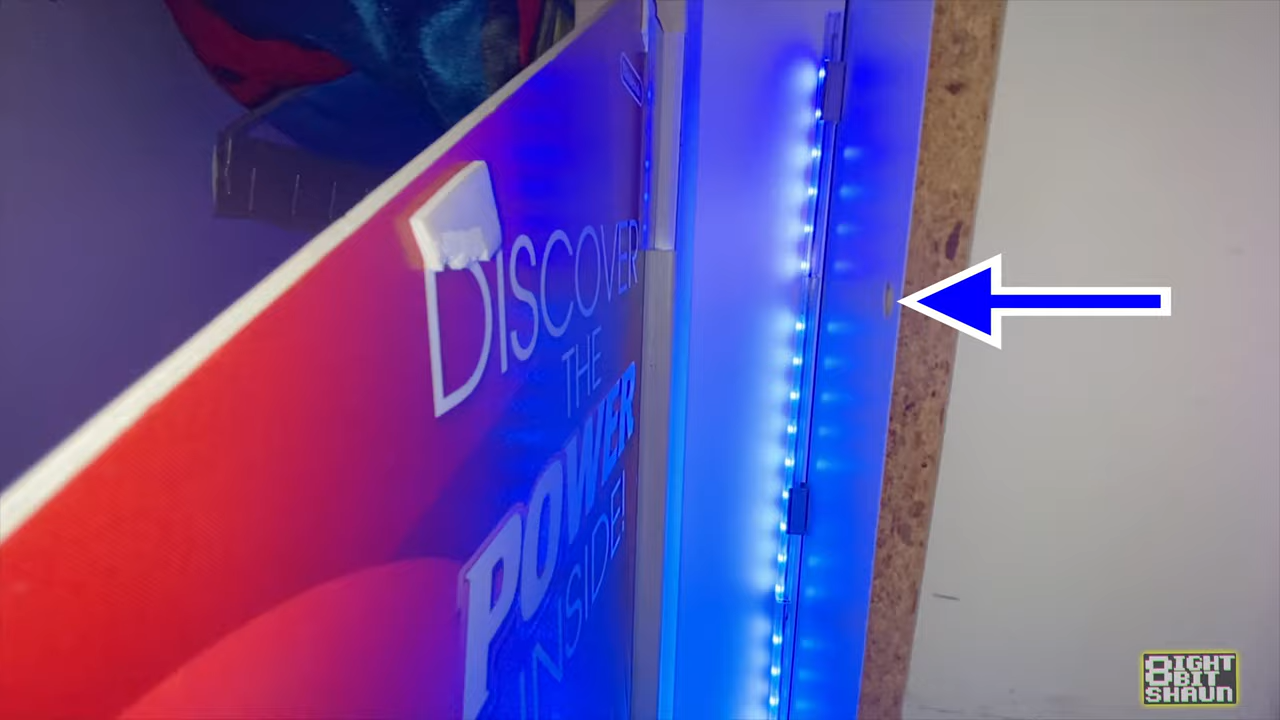 DISCOVER
THE
POWER
INSIDE!
8IGHT
BIT
SHAUN